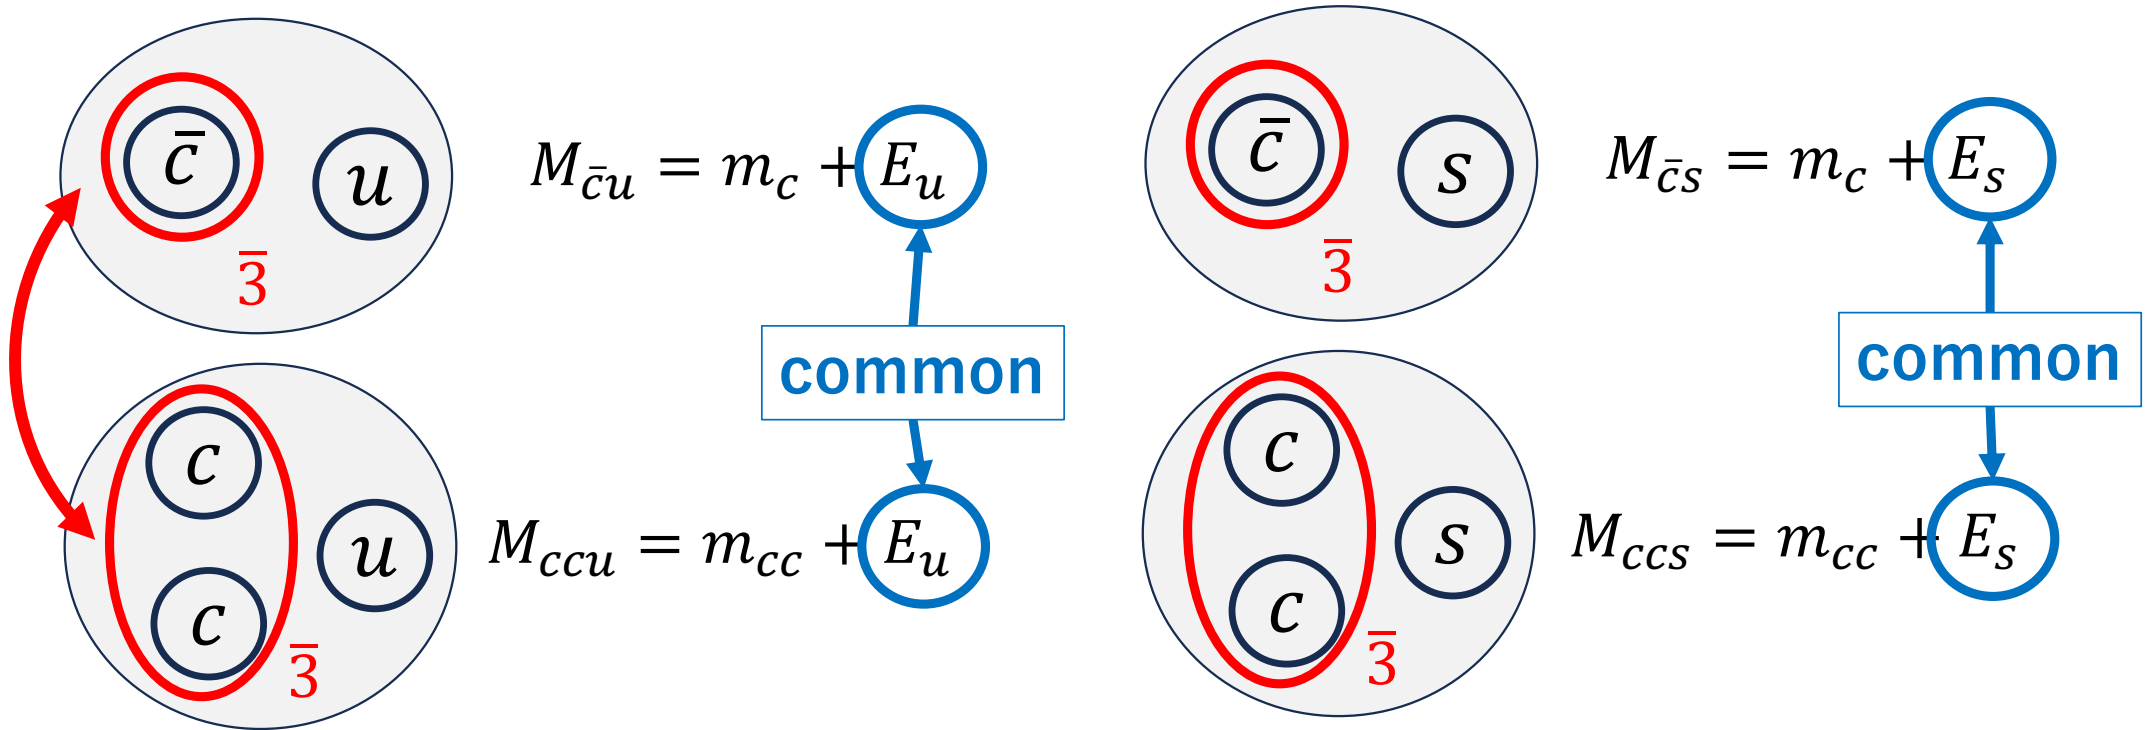 c̄
u
3̄
M_{c̄u} = m_c + E_u
common
c
c
u
3̄
M_{ccu} = m_{cc} + E_u
c̄
s
3̄
M_{c̄s} = m_c + E_s
common
c
c
s
3̄
M_{ccs} = m_{cc} + E_s